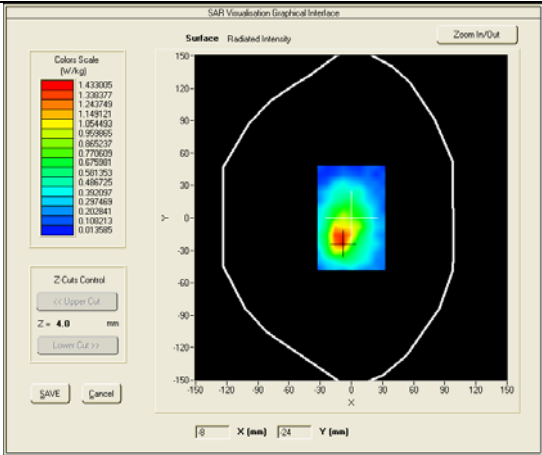 SAR Visualisation Graphical Interface
Surface Radiated Intensity
Zoom In/Out
Colors Scale
(W/kg)
1.433005
1.338377
1.243749
1.149121
1.054493
0.959865
0.865237
0.770609
0.675981
0.581353
0.486725
0.392097
0.297469
0.202841
0.108213
0.013585
Z-Cuts Control
<< Upper Cut
Z = 4.0 mm
Lower Cut >>
SAVE
Cancel
150-
120-
90-
60-
30-
0-
-30-
-60-
-90-
-120-
-150-
Y
-150 -120 -90 -60 -30 0 30 60 90 120 150
X
-8 X (mm) -24 Y (mm)